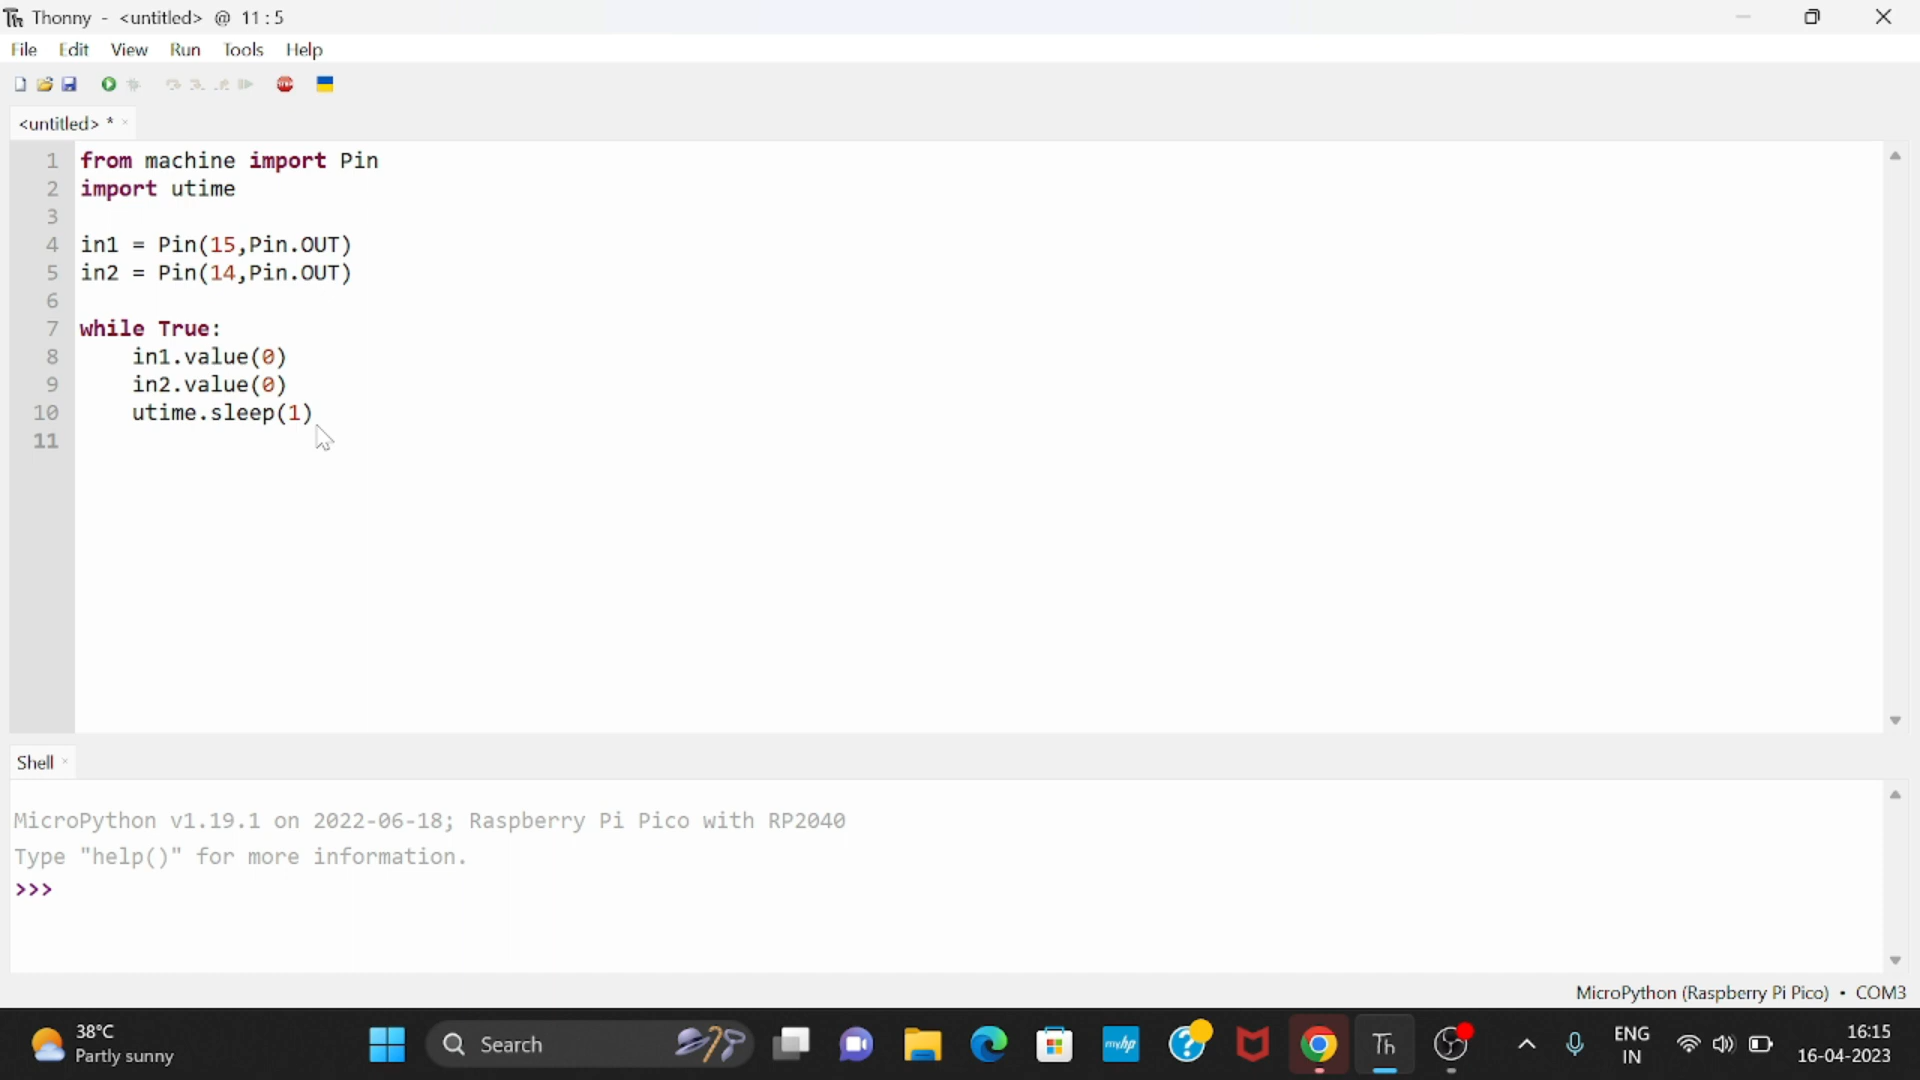 Thonny - <untitled> @ 11 : 5
File Edit View Run Tools Help
<untitled> * ×
1 from machine import Pin
2 import utime
3
4 in1 = Pin(15,Pin.OUT)
5 in2 = Pin(14,Pin.OUT)
6
7 while True:
8     in1.value(0)
9     in2.value(0)
10     utime.sleep(1)
11
Shell ×
MicroPython v1.19.1 on 2022-06-18; Raspberry Pi Pico with RP2040
Type "help()" for more information.
>>>
MicroPython (Raspberry Pi Pico) • COM3
38°C
Partly sunny
Search
myhp
Th
ENG
IN
16:15
16-04-2023